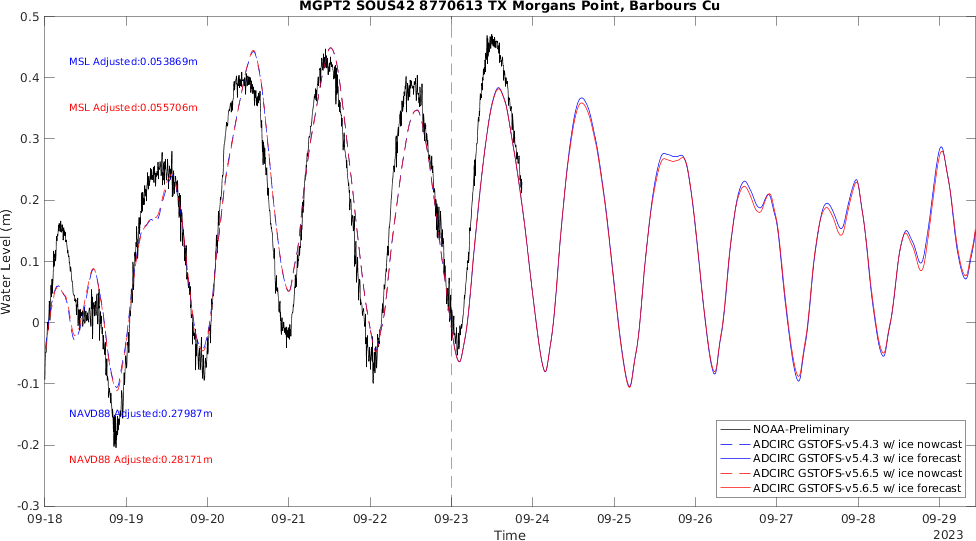 MGPT2 SOUS42 8770613 TX Morgans Point, Barbours Cu
0.5
0.4
0.3
0.2
0.1
0
-0.1
-0.2
-0.3
Water Level (m)
MSL Adjusted:0.053869m
MSL Adjusted:0.055706m
NAVD88 Adjusted:0.27987m
NAVD88 Adjusted:0.28171m
NOAA-Preliminary
ADCIRC GSTOFS-v5.4.3 w/ ice nowcast
ADCIRC GSTOFS-v5.4.3 w/ ice forecast
ADCIRC GSTOFS-v5.6.5 w/ ice nowcast
ADCIRC GSTOFS-v5.6.5 w/ ice forecast
09-18 09-19 09-20 09-21 09-22 09-23 09-24 09-25 09-26 09-27 09-28 09-29
Time
2023